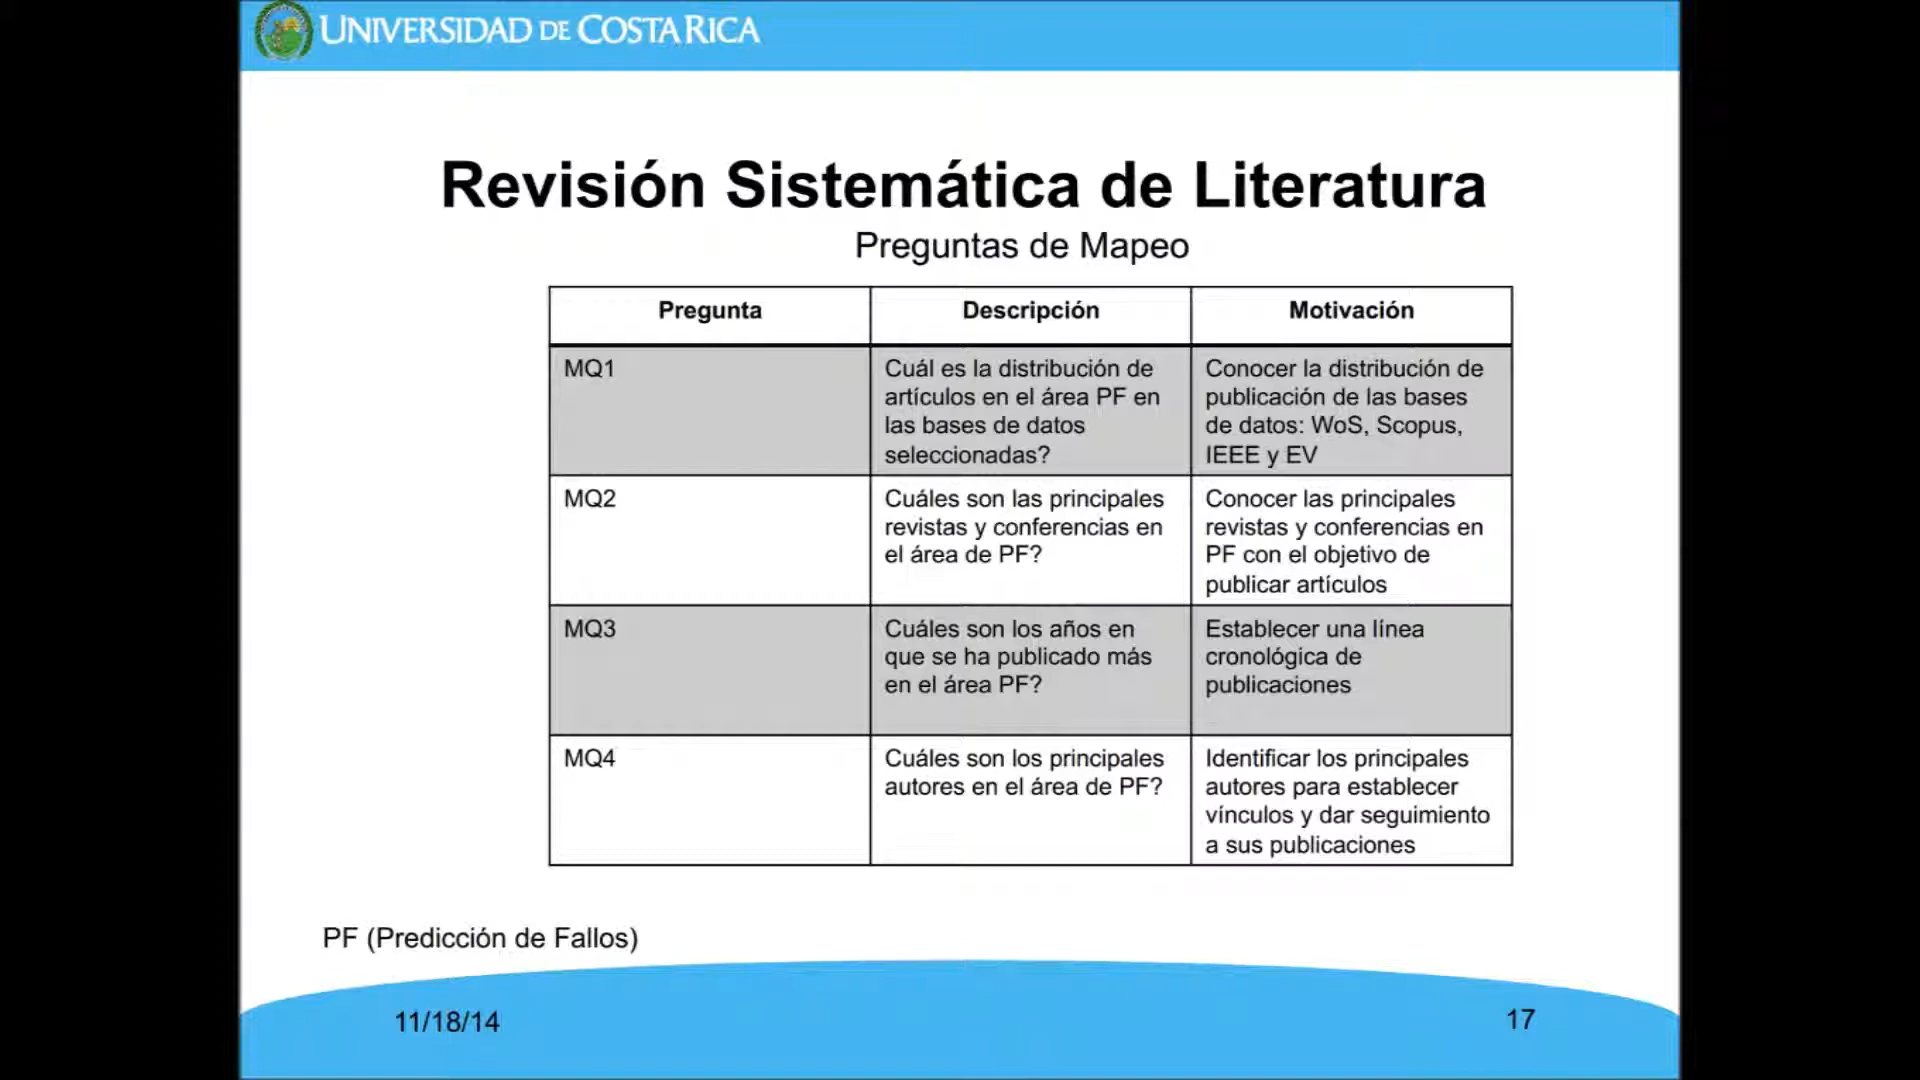 UNIVERSIDAD DE COSTA RICA
Revisión Sistemática de Literatura
Preguntas de Mapeo
Pregunta
Descripción
Motivación
MQ1
Cuál es la distribución de
artículos en el área PF en
las bases de datos
seleccionadas?
Conocer la distribución de
publicación de las bases
de datos: WoS, Scopus,
IEEE y EV
MQ2
Cuáles son las principales
revistas y conferencias en
el área de PF?
Conocer las principales
revistas y conferencias en
PF con el objetivo de
publicar artículos
MQ3
Cuáles son los años en
que se ha publicado más
en el área PF?
Establecer una línea
cronológica de
publicaciones
MQ4
Cuáles son los principales
autores en el área de PF?
Identificar los principales
autores para establecer
vínculos y dar seguimiento
a sus publicaciones
PF (Predicción de Fallos)
11/18/14
17